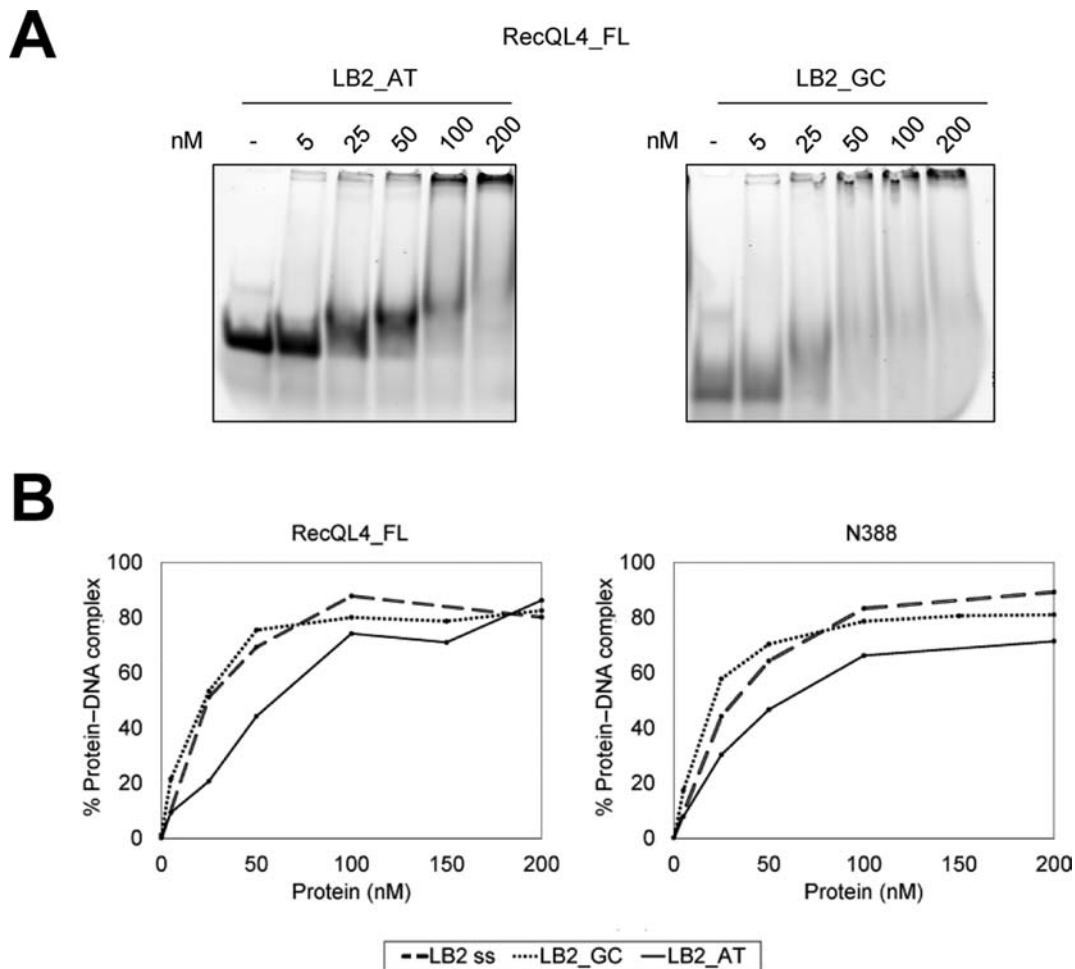 A
RecQL4_FL
LB2_AT
LB2_GC
nM - 5 25 50 100 200
nM - 5 25 50 100 200
B
RecQL4_FL
N388
% Protein–DNA complex
100
80
60
40
20
0
0 50 100 150 200
Protein (nM)
% Protein–DNA complex
100
80
60
40
20
0
0 50 100 150 200
Protein (nM)
LB2 ss LB2_GC LB2_AT